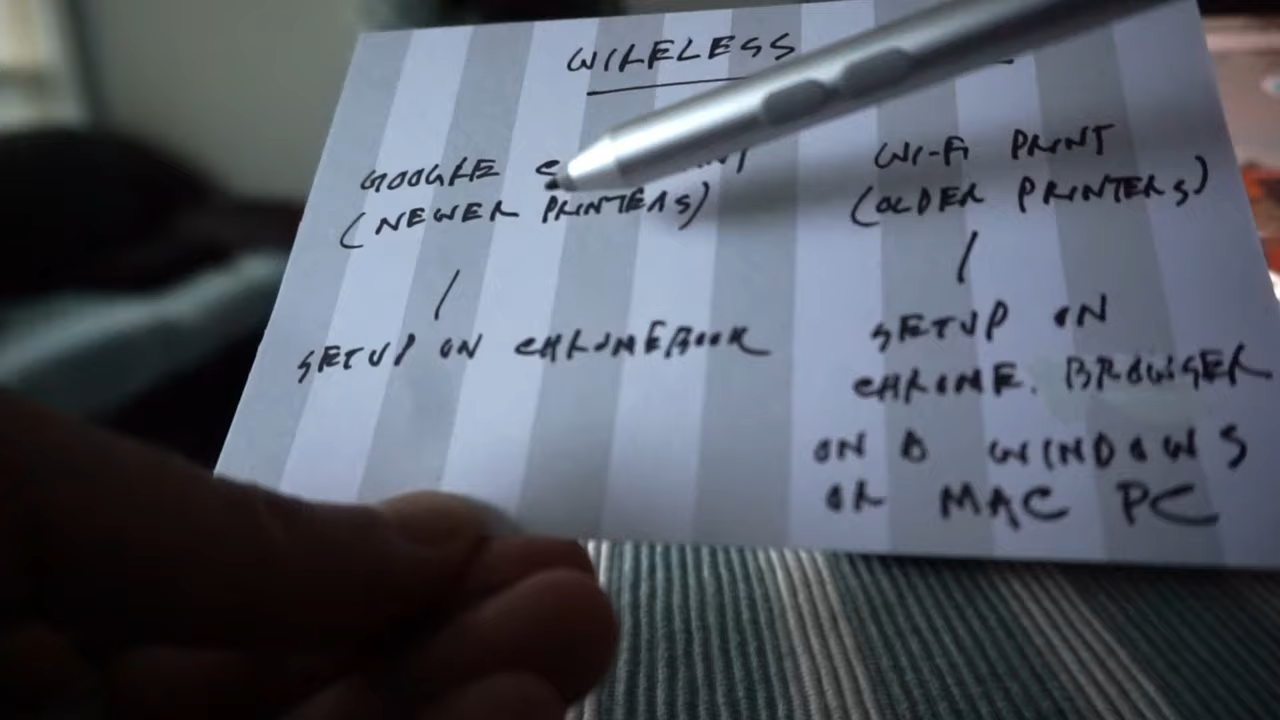 WIRELESS
GOOGLE
(NEWER PRINTERS)
/
SETUP ON CHROMEBOOK
WI-FI PRINT
(OLDER PRINTERS)
/
SETUP ON
CHROME BROWSER
ON A WINDOWS
OR MAC PC